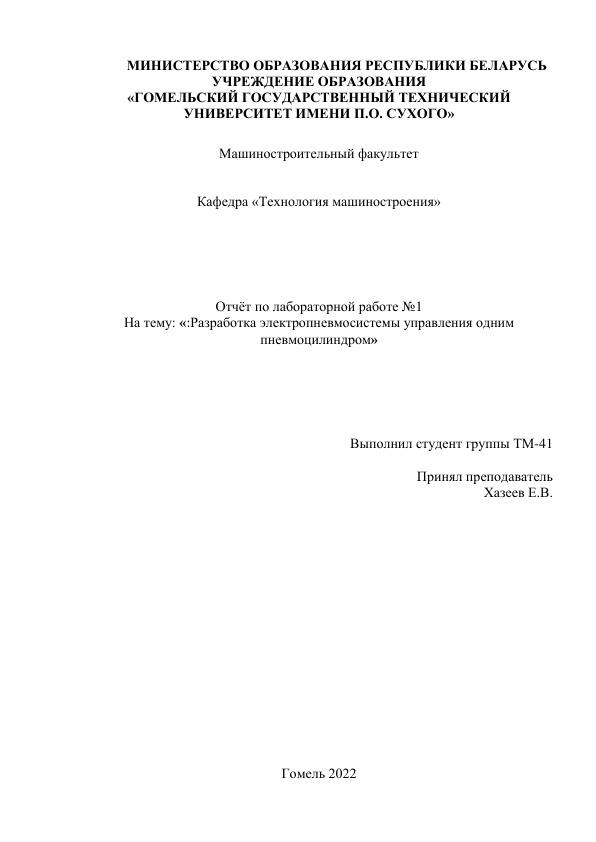 МИНИСТЕРСТВО ОБРАЗОВАНИЯ РЕСПУБЛИКИ БЕЛАРУСЬ
УЧРЕЖДЕНИЕ ОБРАЗОВАНИЯ
«ГОМЕЛЬСКИЙ ГОСУДАРСТВЕННЫЙ ТЕХНИЧЕСКИЙ
УНИВЕРСИТЕТ ИМЕНИ П.О. СУХОГО»
Машиностроительный факультет
Кафедра «Технология машиностроения»
Отчёт по лабораторной работе №1
На тему: «:Разработка электропневмосистемы управления одним
пневмоцилиндром»
Выполнил студент группы ТМ-41
Принял преподаватель
Хазеев Е.В.
Гомель 2022